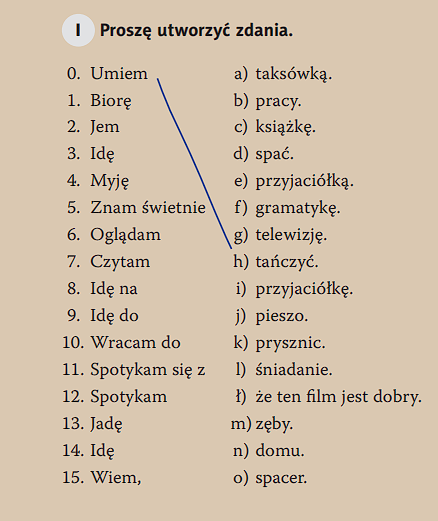 I Proszę utworzyć zdania.
0. Umiem a) taksówką.
1. Biorę b) pracy.
2. Jem c) książkę.
3. Idę d) spać.
4. Myję e) przyjaciółką.
5. Znam świetnie f) gramatykę.
6. Oglądam g) telewizję.
7. Czytam h) tańczyć.
8. Idę na i) przyjaciółkę.
9. Idę do j) pieszo.
10. Wracam do k) prysznic.
11. Spotykam się z l) śniadanie.
12. Spotykam ł) że ten film jest dobry.
13. Jadę m) zęby.
14. Idę n) domu.
15. Wiem, o) spacer.